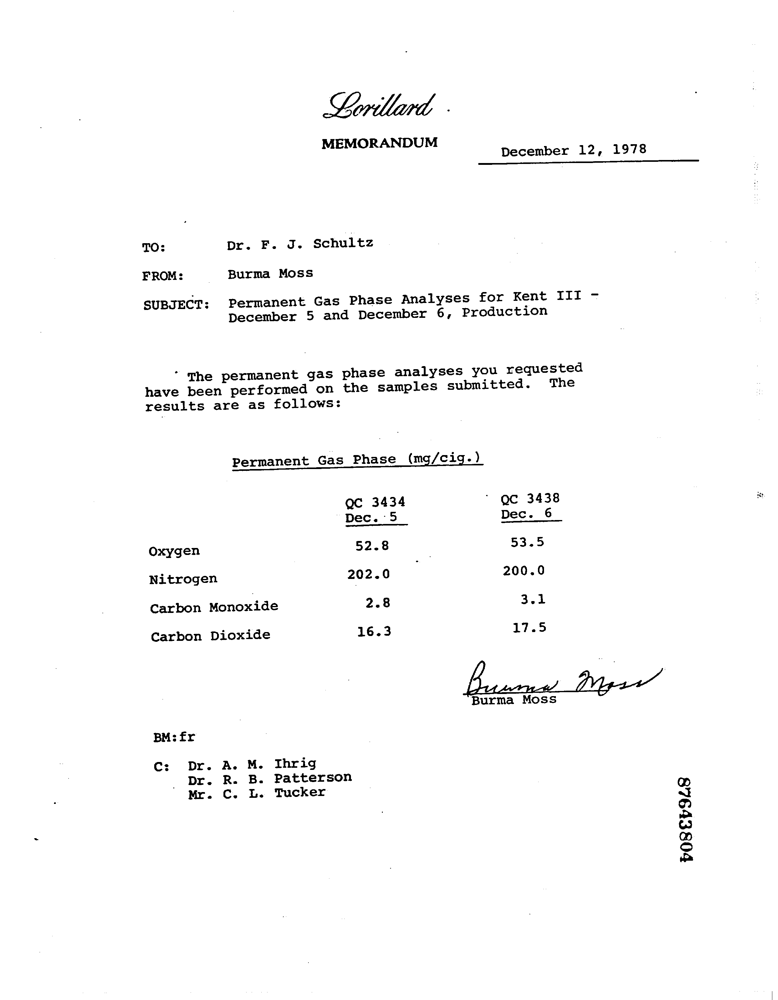 Lorillard
MEMORANDUM
December 12, 1978
TO: Dr. F. J. Schultz
FROM: Burma Moss
SUBJECT: Permanent Gas Phase Analyses for Kent III -
December 5 and December 6, Production
The permanent gas phase analyses you requested
have been performed on the samples submitted. The
results are as follows:
Permanent Gas Phase (mg/cig.)
QC 3434 QC 3438
Dec. 5 Dec. 6
Oxygen 52.8 53.5
Nitrogen 202.0 200.0
Carbon Monoxide 2.8 3.1
Carbon Dioxide 16.3 17.5
Burma Moss
Burma Moss
BM:fr
C: Dr. A. M. Ihrig
Dr. R. B. Patterson
Mr. C. L. Tucker
87643804